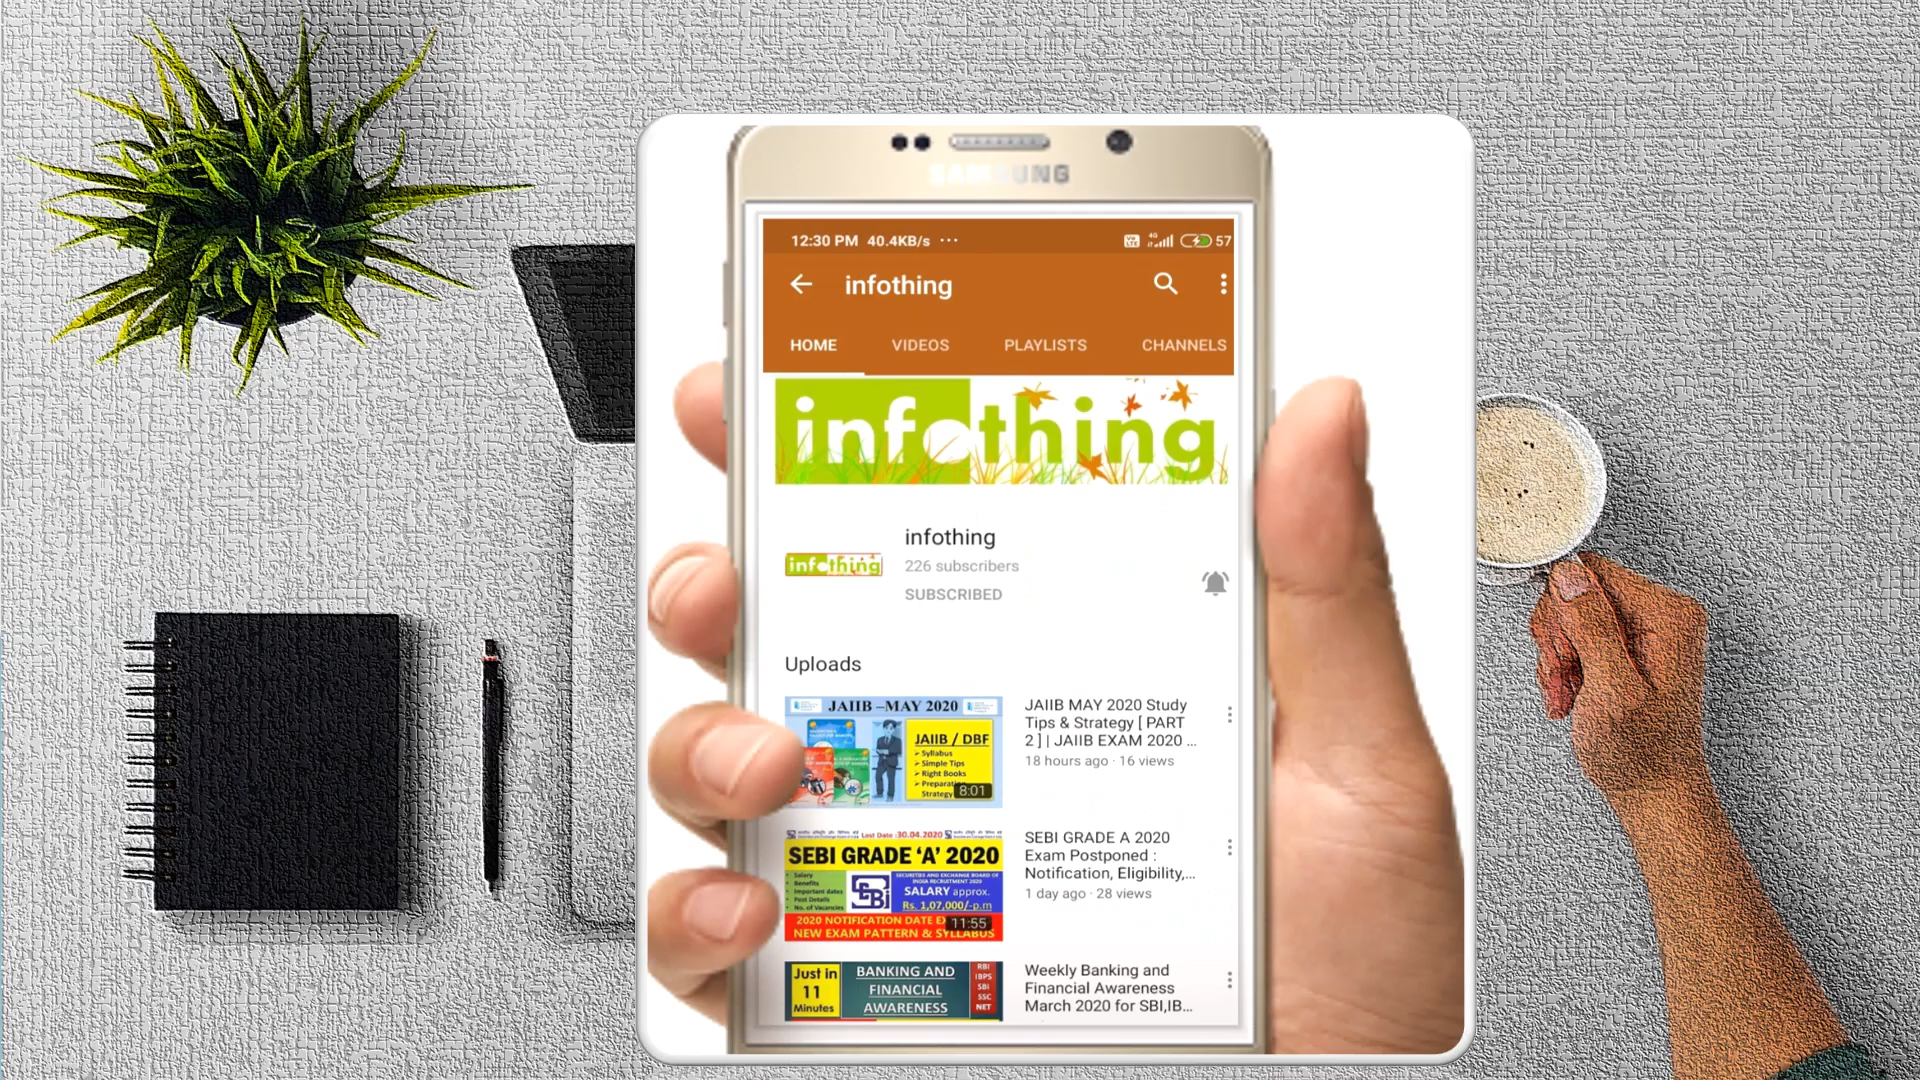 SAMSUNG
12:30 PM 40.4KB/s ··· 4G 57
infothing
HOME VIDEOS PLAYLISTS CHANNELS
infothing
infothing
infothing
226 subscribers
SUBSCRIBED
Uploads
JAIIB –MAY 2020
JAIIB / DBF
➢ Syllabus
➢ Simple Tips
➢ Right Books
➢ Preparati
Strategy
8:01
JAIIB MAY 2020 Study
Tips & Strategy [ PART
2 ] | JAIIB EXAM 2020 ...
18 hours ago · 16 views
Last Date :30.04.2020
SEBI GRADE ‘A’ 2020
Salary
Benefits
Important dates
Post Details
No. of Vacancies
SECURITIES AND EXCHANGE BOARD OF
INDIA RECRUITMENT 2020
SALARY approx.
Rs. 1,07,000/-p.m
2020 NOTIFICATION DATE EX
NEW EXAM PATTERN & SYLLABUS
11:55
SEBI GRADE A 2020
Exam Postponed :
Notification, Eligibility,...
1 day ago · 28 views
Just in
11
Minutes
BANKING AND
FINANCIAL
AWARENESS
RBI
IBPS
SBI
SSC
NET
Weekly Banking and
Financial Awareness
March 2020 for SBI,IB...